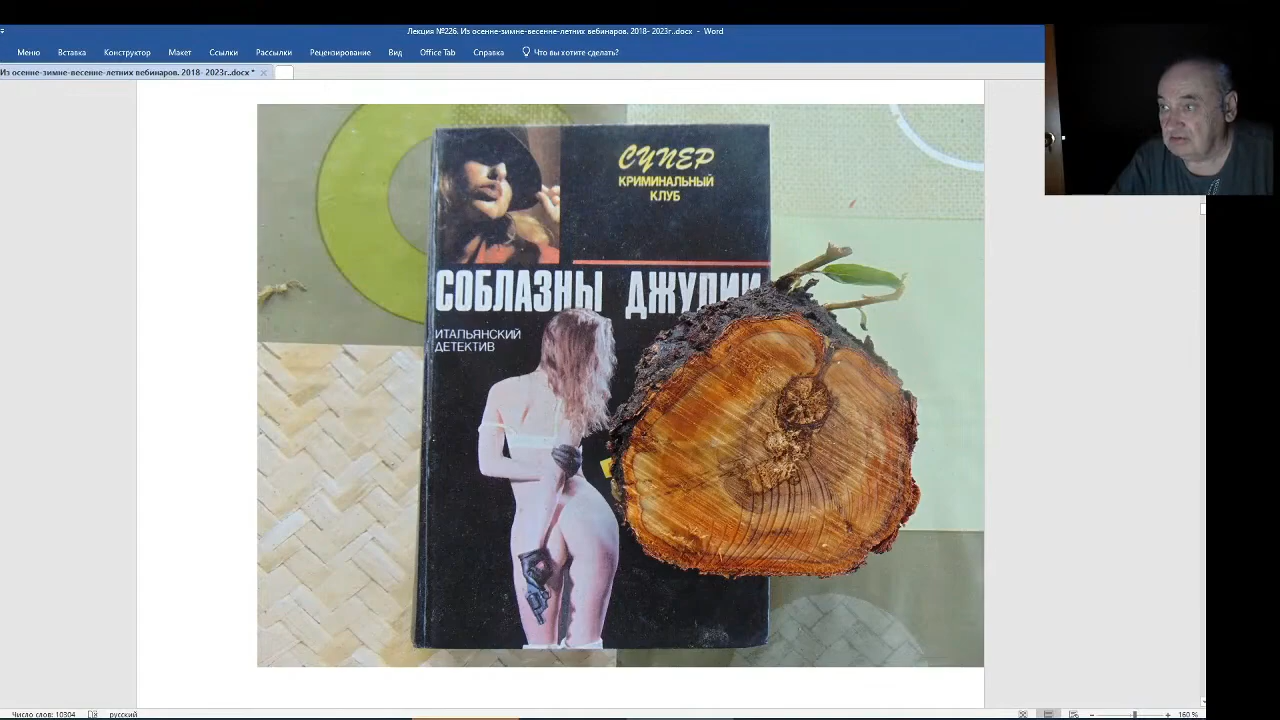 Лекция №226. Из осенне-зимне-весенне-летних вебинаров. 2018- 2023г..docx - Word
Меню Вставка Конструктор Макет Ссылки Рассылки Рецензирование Вид Office Tab Справка Что вы хотите сделать?
Из осенне-зимне-весенне-летних вебинаров. 2018- 2023г..docx *
СУПЕР
КРИМИНАЛЬНЫЙ
КЛУБ
СОБЛАЗНЫ ДЖУЛИИ
ИТАЛЬЯНСКИЙ
ДЕТЕКТИВ
Число слов: 10304 русский 160 %